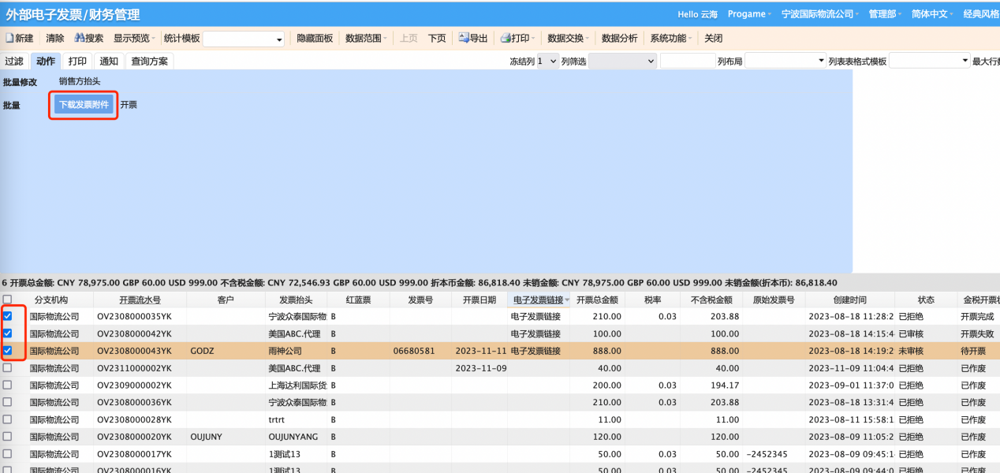 外部电子发票/财务管理 Hello 云海 Progame 宁波国际物流公司 管理部 简体中文 经典风格
新建 清除 搜索 显示预览 统计模板 隐藏面板 数据范围 上页 下页 导出 打印 数据交换 数据分析 系统功能 关闭
过滤 动作 打印 通知 查询方案 冻结列 1 列筛选 列布局 列表表格式模板 最大行数
批量修改 销售方抬头
批量 下载发票附件 开票
6 开票总金额: CNY 78,975.00 GBP 60.00 USD 999.00 不含税金额: CNY 72,546.93 GBP 60.00 USD 999.00 折本币金额: 86,818.40 未销金额: CNY 78,975.00 GBP 60.00 USD 999.00 未销金额(折本币): 86,818.40
分支机构 开票流水号 客户 发票抬头 红蓝票 发票号 开票日期 电子发票链接 开票总金额 税率 不含税金额 原始发票号 创建时间 状态 金税开票状
国际物流公司 OV2308000035YK 宁波众泰国际物 B 电子发票链接 210.00 0.03 203.88 2023-08-18 11:28:2 已拒绝 开票完成
国际物流公司 OV2308000042YK 美国ABC.代理 B 电子发票链接 100.00 100.00 2023-08-18 14:15:4 已审核 开票失败
国际物流公司 OV2308000043YK GODZ 雨神公司 B 06680581 2023-11-11 电子发票链接 888.00 888.00 2023-08-18 14:19:2 未审核 待开票
国际物流公司 OV2311000002YK 美国ABC.代理 B 2023-11-09 40.00 40.00 2023-11-09 11:04:4 已拒绝 已作废
国际物流公司 OV2309000002YK 上海达利国际货 B 200.00 0.03 194.17 2023-09-01 11:37:0 已拒绝 已作废
国际物流公司 OV2308000036YK 宁波众泰国际物 B 210.00 0.03 203.88 2023-08-18 13:31:4 已拒绝 已作废
国际物流公司 OV2308000028YK trtrt B 11.00 11.00 2023-08-11 15:58:1 已拒绝 已作废
国际物流公司 OV2308000020YK OUJUNY OUJUNYANG B 120.00 120.00 2023-08-09 11:05:2 已拒绝 已作废
国际物流公司 OV2308000017YK 1测试13 B 50.00 0.03 50.00 -2452345 2023-08-09 09:45:1 已拒绝 已作废
国际物流公司 OV2308000016YK 1测试13 B 50.00 0.03 50.00 -2452345 2023-08-09 09:44:0 已拒绝 已作废